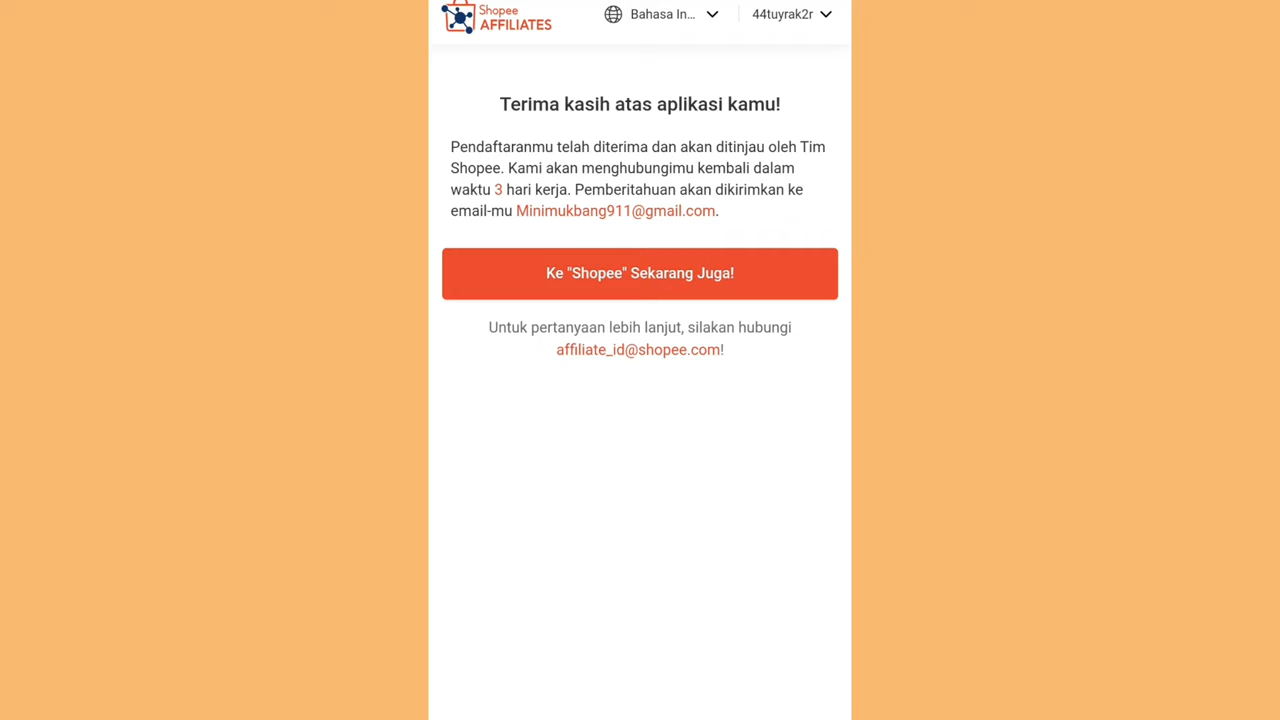 Shopee
AFFILIATES
Bahasa In...
44tuyrak2r
Terima kasih atas aplikasi kamu!
Pendaftaranmu telah diterima dan akan ditinjau oleh Tim
Shopee. Kami akan menghubungimu kembali dalam
waktu 3 hari kerja. Pemberitahuan akan dikirimkan ke
email-mu Minimukbang911@gmail.com.
Ke "Shopee" Sekarang Juga!
Untuk pertanyaan lebih lanjut, silakan hubungi
affiliate_id@shopee.com!